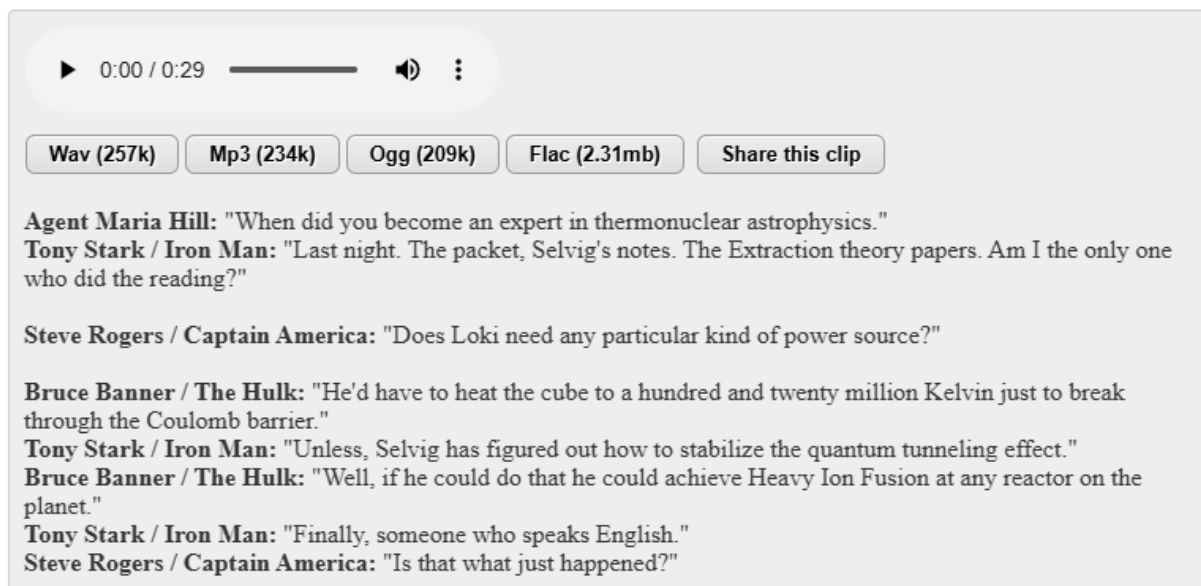 0:00 / 0:29
Wav (257k) Mp3 (234k) Ogg (209k) Flac (2.31mb) Share this clip
Agent Maria Hill: "When did you become an expert in thermonuclear astrophysics."
Tony Stark / Iron Man: "Last night. The packet, Selvig's notes. The Extraction theory papers. Am I the only one
who did the reading?"
Steve Rogers / Captain America: "Does Loki need any particular kind of power source?"
Bruce Banner / The Hulk: "He'd have to heat the cube to a hundred and twenty million Kelvin just to break
through the Coulomb barrier."
Tony Stark / Iron Man: "Unless, Selvig has figured out how to stabilize the quantum tunneling effect."
Bruce Banner / The Hulk: "Well, if he could do that he could achieve Heavy Ion Fusion at any reactor on the
planet."
Tony Stark / Iron Man: "Finally, someone who speaks English."
Steve Rogers / Captain America: "Is that what just happened?"